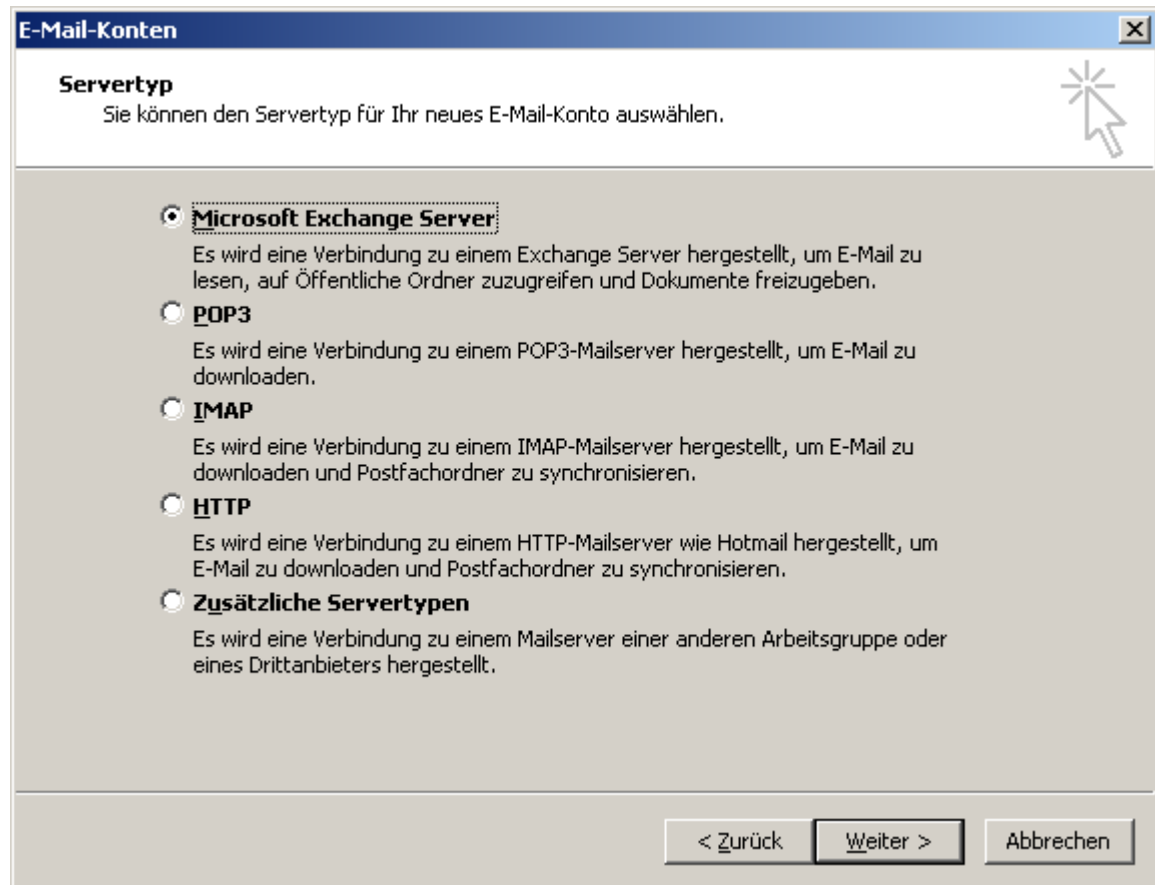 E-Mail-Konten
Servertyp
Sie können den Servertyp für Ihr neues E-Mail-Konto auswählen.
Microsoft Exchange Server
Es wird eine Verbindung zu einem Exchange Server hergestellt, um E-Mail zu
lesen, auf Öffentliche Ordner zuzugreifen und Dokumente freizugeben.
POP3
Es wird eine Verbindung zu einem POP3-Mailserver hergestellt, um E-Mail zu
downloaden.
IMAP
Es wird eine Verbindung zu einem IMAP-Mailserver hergestellt, um E-Mail zu
downloaden und Postfachordner zu synchronisieren.
HTTP
Es wird eine Verbindung zu einem HTTP-Mailserver wie Hotmail hergestellt, um
E-Mail zu downloaden und Postfachordner zu synchronisieren.
Zusätzliche Servertypen
Es wird eine Verbindung zu einem Mailserver einer anderen Arbeitsgruppe oder
eines Drittanbieters hergestellt.
< Zurück Weiter > Abbrechen